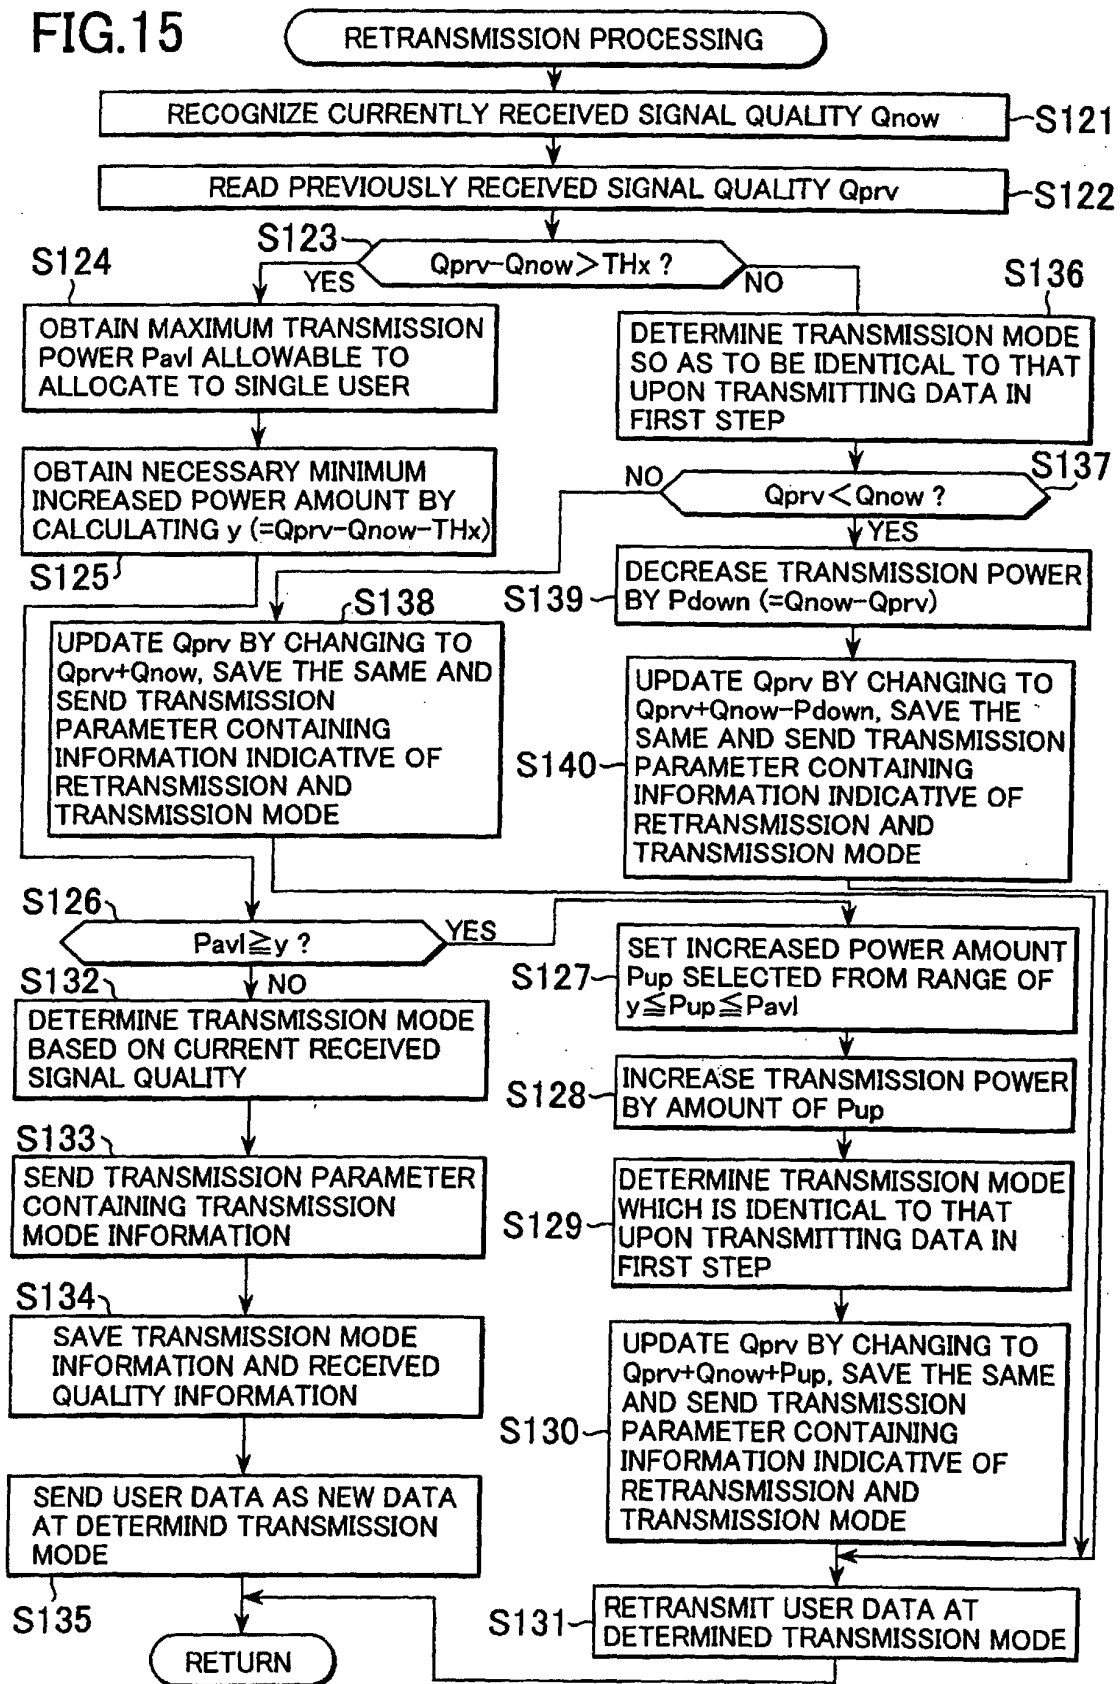 FIG.15
RETRANSMISSION PROCESSING
RECOGNIZE CURRENTLY RECEIVED SIGNAL QUALITY Qnow
S121
READ PREVIOUSLY RECEIVED SIGNAL QUALITY Qprv
S122
S123
Qprv-Qnow>THx ?
YES
NO
S124
OBTAIN MAXIMUM TRANSMISSION
POWER Pavl ALLOWABLE TO
ALLOCATE TO SINGLE USER
S136
DETERMINE TRANSMISSION MODE
SO AS TO BE IDENTICAL TO THAT
UPON TRANSMITTING DATA IN
FIRST STEP
OBTAIN NECESSARY MINIMUM
INCREASED POWER AMOUNT BY
CALCULATING y (=Qprv-Qnow-THx)
S125
S137
NO
Qprv<Qnow ?
YES
S139
DECREASE TRANSMISSION POWER
BY Pdown (=Qnow-Qprv)
S138
UPDATE Qprv BY CHANGING TO
Qprv+Qnow, SAVE THE SAME AND
SEND TRANSMISSION
PARAMETER CONTAINING
INFORMATION INDICATIVE OF
RETRANSMISSION AND
TRANSMISSION MODE
S140
UPDATE Qprv BY CHANGING TO
Qprv+Qnow-Pdown, SAVE THE
SAME AND SEND TRANSMISSION
PARAMETER CONTAINING
INFORMATION INDICATIVE OF
RETRANSMISSION AND
TRANSMISSION MODE
S126
Pavl≧y ?
YES
NO
S127
SET INCREASED POWER AMOUNT
Pup SELECTED FROM RANGE OF
y≦Pup≦Pavl
S132
DETERMINE TRANSMISSION MODE
BASED ON CURRENT RECEIVED
SIGNAL QUALITY
S128
INCREASE TRANSMISSION POWER
BY AMOUNT OF Pup
S133
SEND TRANSMISSION PARAMETER
CONTAINING TRANSMISSION
MODE INFORMATION
S129
DETERMINE TRANSMISSION MODE
WHICH IS IDENTICAL TO THAT
UPON TRANSMITTING DATA IN
FIRST STEP
S134
SAVE TRANSMISSION MODE
INFORMATION AND RECEIVED
QUALITY INFORMATION
S130
UPDATE Qprv BY CHANGING TO
Qprv+Qnow+Pup, SAVE THE SAME
AND SEND TRANSMISSION
PARAMETER CONTAINING
INFORMATION INDICATIVE OF
RETRANSMISSION AND
TRANSMISSION MODE
SEND USER DATA AS NEW DATA
AT DETERMIND TRANSMISSION
MODE
S135
S131
RETRANSMIT USER DATA AT
DETERMINED TRANSMISSION MODE
RETURN